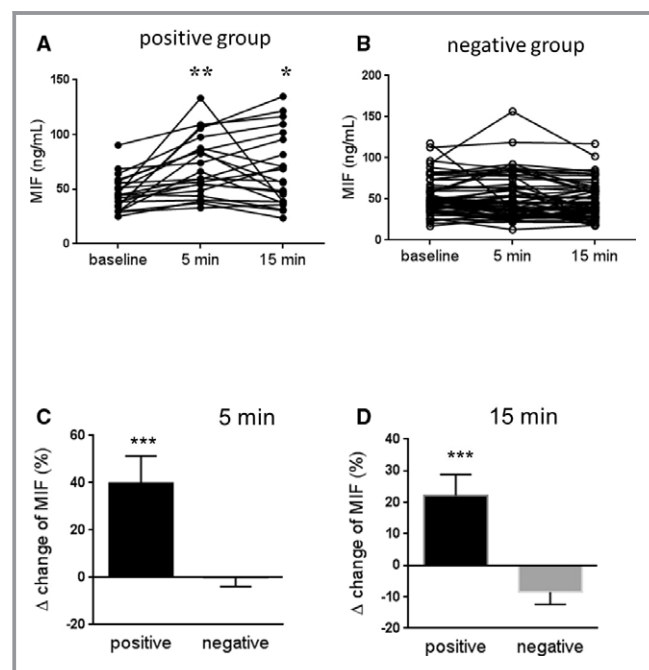 A positive group
** *
150
100
50
0
MIF (ng/mL)
baseline 5 min 15 min
B negative group
200
150
100
50
0
MIF (ng/mL)
baseline 5 min 15 min
C 5 min
***
60
40
20
0
-20
Δ change of MIF (%)
positive negative
D 15 min
***
40
30
20
10
0
-10
-20
Δ change of MIF (%)
positive negative